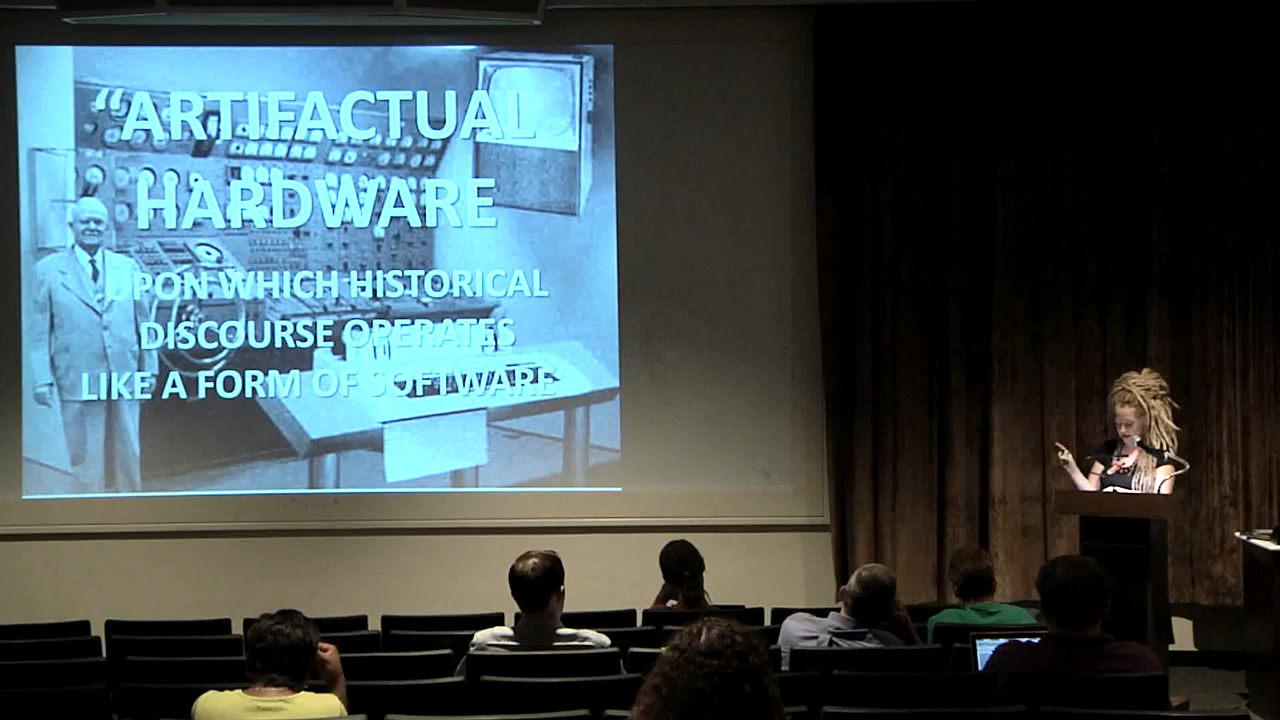 “ARTIFACTUAL
HARDWARE
UPON WHICH HISTORICAL
DISCOURSE OPERATES
LIKE A FORM OF SOFTWARE